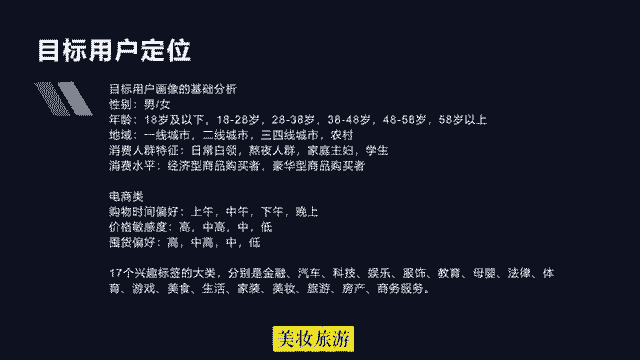 目标用户定位
目标用户画像的基础分析
性别：男/女
年龄：18岁及以下，18-28岁，28-38岁，38-48岁，48-58岁，58岁以上
地域：一线城市，二线城市，三四线城市，农村
消费人群特征：日常白领，熬夜人群，家庭主妇，学生
消费水平：经济型商品购买者，豪华型商品购买者
电商类
购物时间偏好：上午，中午，下午，晚上
价格敏感度：高，中高，中，低
囤货偏好：高，中高，中，低
17个兴趣标签的大类，分别是金融、汽车、科技、娱乐、服饰、教育、母婴、法律、体
育、游戏、美食、生活、家装、美妆、旅游、房产、商务服务。
美妆旅游